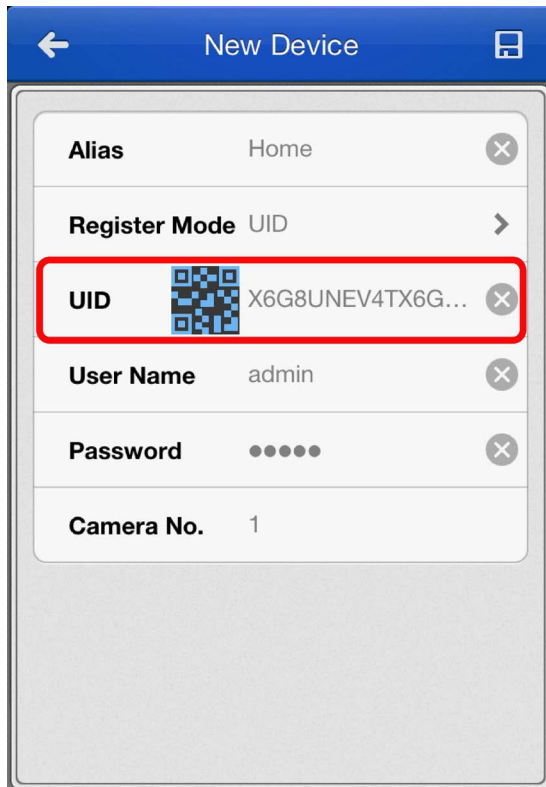 New Device
Alias Home
Register Mode UID
UID X6G8UNEV4TX6G...
User Name admin
Password •••••
Camera No. 1